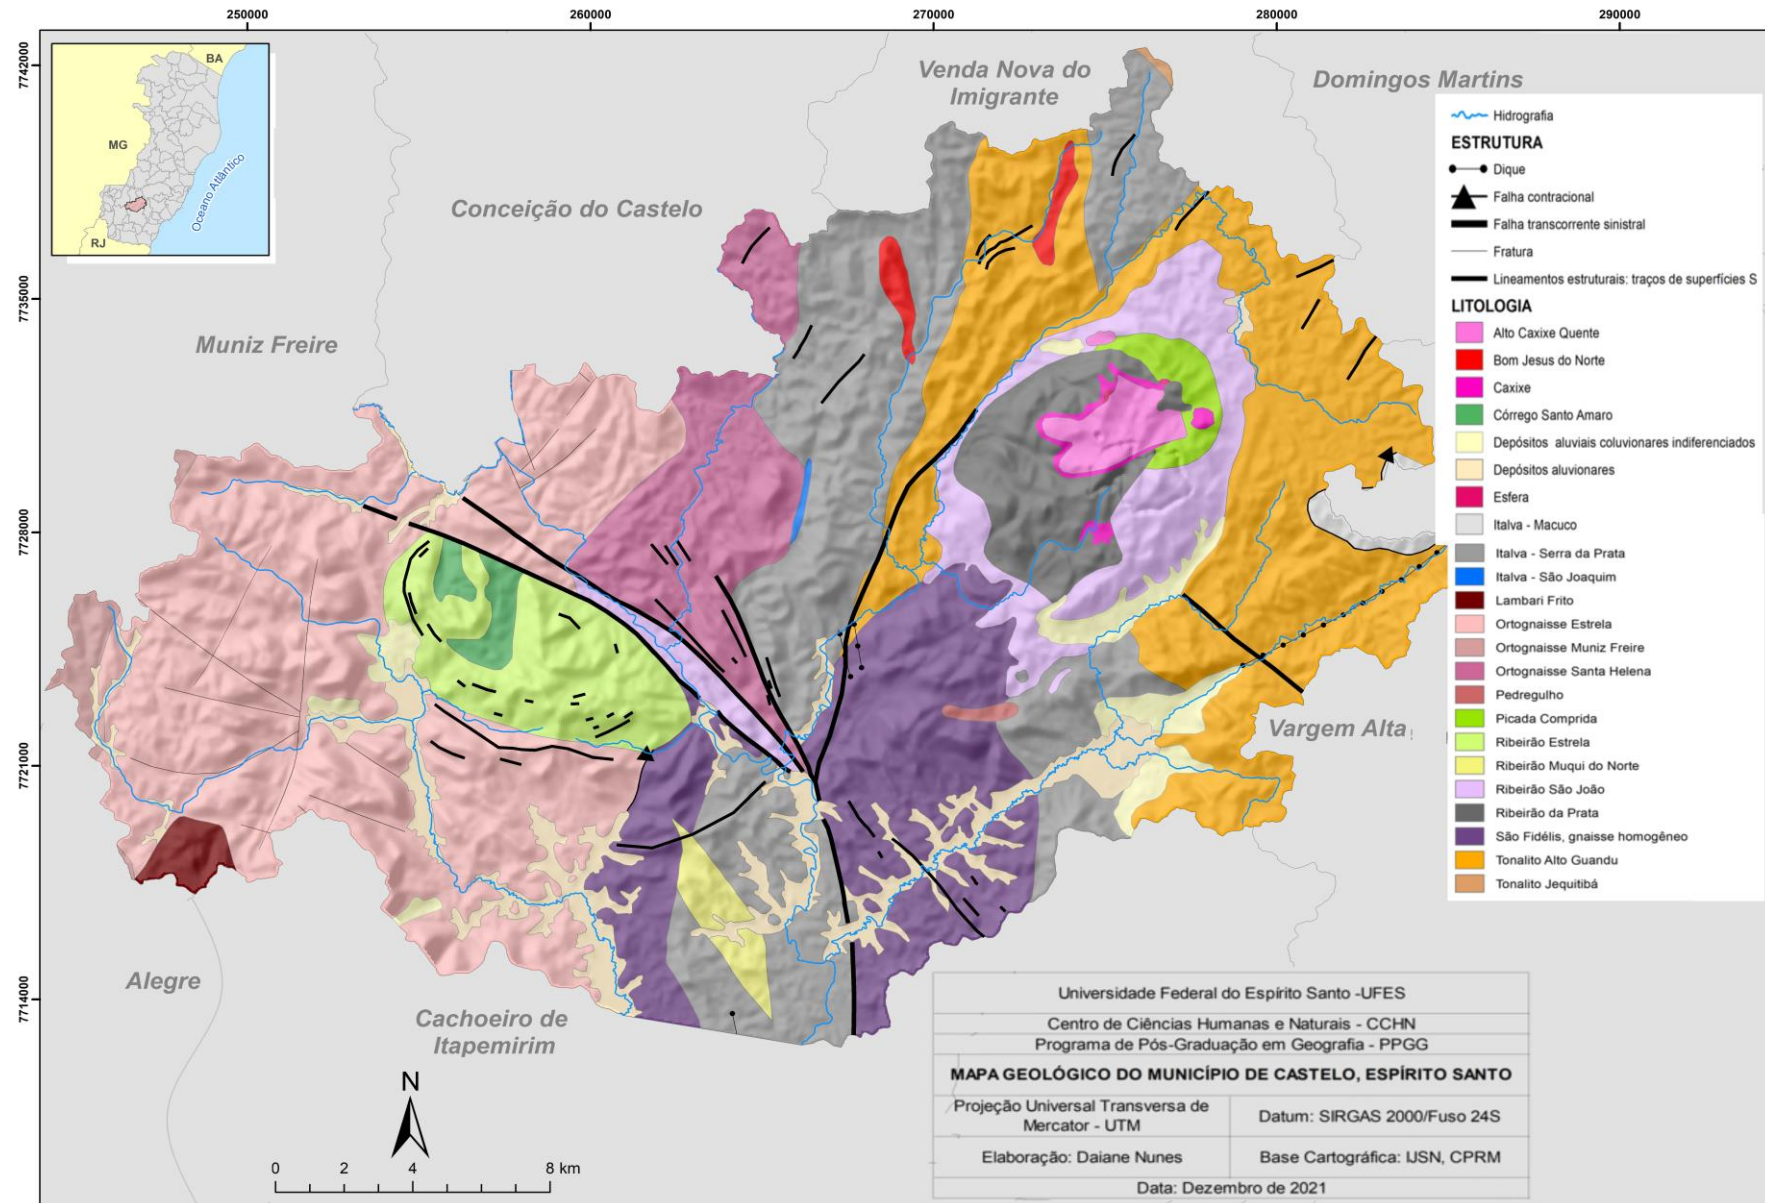 250000
260000
270000
280000
290000
7742000
7735000
7728000
7721000
7714000
BA
MG
RJ
Oceano Atlântico
Venda Nova do
Imigrante
Domingos Martins
Conceição do Castelo
Muniz Freire
Vargem Alta
Alegre
Cachoeiro de
Itapemirim
Hidrografia
ESTRUTURA
Dique
Falha contracional
Falha transcorrente sinistral
Fratura
Lineamentos estruturais: traços de superfícies S
LITOLOGIA
Alto Caxixe Quente
Bom Jesus do Norte
Caxixe
Córrego Santo Amaro
Depósitos aluviais coluvionares indiferenciados
Depósitos aluvionares
Esfera
Italva - Macuco
Italva - Serra da Prata
Italva - São Joaquim
Lambari Frito
Ortognaisse Estrela
Ortognaisse Muniz Freire
Ortognaisse Santa Helena
Pedregulho
Picada Comprida
Ribeirão Estrela
Ribeirão Muqui do Norte
Ribeirão São João
Ribeirão da Prata
São Fidélis, gnaisse homogêneo
Tonalito Alto Guandu
Tonalito Jequitibá
N
0 2 4 8 km
Universidade Federal do Espírito Santo -UFES
Centro de Ciências Humanas e Naturais - CCHN
Programa de Pós-Graduação em Geografia - PPGG
MAPA GEOLÓGICO DO MUNICÍPIO DE CASTELO, ESPÍRITO SANTO
Projeção Universal Transversa de
Mercator - UTM
Datum: SIRGAS 2000/Fuso 24S
Elaboração: Daiane Nunes
Base Cartográfica: IJSN, CPRM
Data: Dezembro de 2021